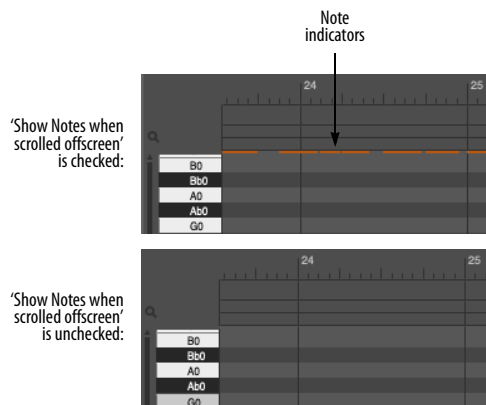 Note
indicators
24
25
‘Show Notes when
scrolled offscreen’
is checked:
B0
Bb0
A0
Ab0
G0
24
25
‘Show Notes when
scrolled offscreen’
is unchecked:
B0
Bb0
A0
Ab0
G0